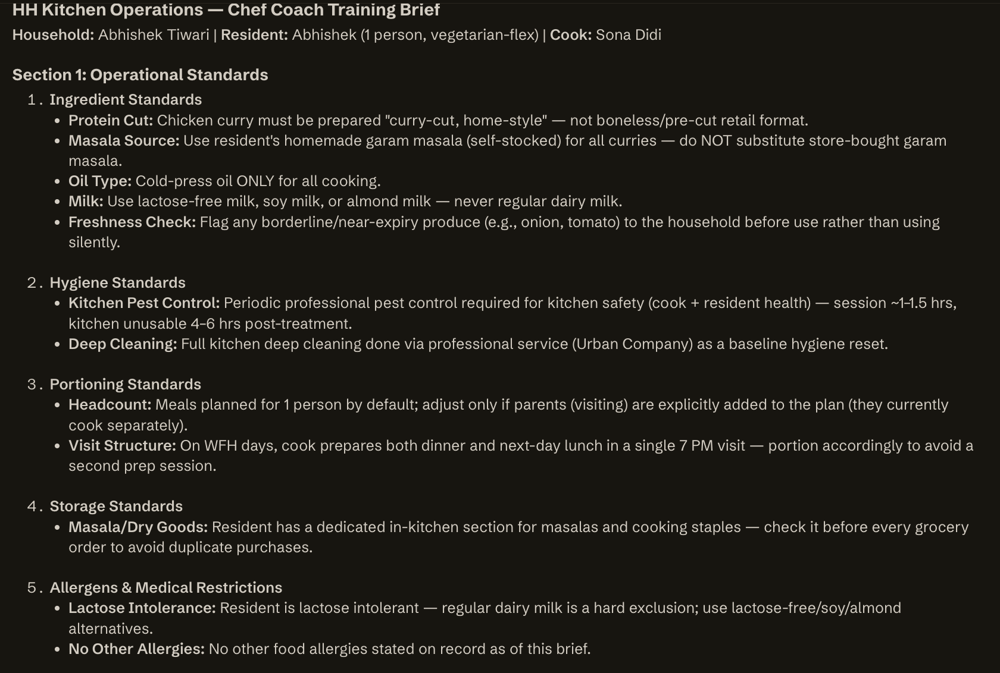 HH Kitchen Operations — Chef Coach Training Brief
Household: Abhishek Tiwari | Resident: Abhishek (1 person, vegetarian-flex) | Cook: Sona Didi
Section 1: Operational Standards
1. Ingredient Standards
• Protein Cut: Chicken curry must be prepared "curry-cut, home-style" — not boneless/pre-cut retail format.
• Masala Source: Use resident's homemade garam masala (self-stocked) for all curries — do NOT substitute store-bought garam
masala.
• Oil Type: Cold-press oil ONLY for all cooking.
• Milk: Use lactose-free milk, soy milk, or almond milk — never regular dairy milk.
• Freshness Check: Flag any borderline/near-expiry produce (e.g., onion, tomato) to the household before use rather than using
silently.
2. Hygiene Standards
• Kitchen Pest Control: Periodic professional pest control required for kitchen safety (cook + resident health) — session ~1–1.5 hrs,
kitchen unusable 4–6 hrs post-treatment.
• Deep Cleaning: Full kitchen deep cleaning done via professional service (Urban Company) as a baseline hygiene reset.
3. Portioning Standards
• Headcount: Meals planned for 1 person by default; adjust only if parents (visiting) are explicitly added to the plan (they currently
cook separately).
• Visit Structure: On WFH days, cook prepares both dinner and next-day lunch in a single 7 PM visit — portion accordingly to avoid a
second prep session.
4. Storage Standards
• Masala/Dry Goods: Resident has a dedicated in-kitchen section for masalas and cooking staples — check it before every grocery
order to avoid duplicate purchases.
5. Allergens & Medical Restrictions
• Lactose Intolerance: Resident is lactose intolerant — regular dairy milk is a hard exclusion; use lactose-free/soy/almond
alternatives.
• No Other Allergies: No other food allergies stated on record as of this brief.